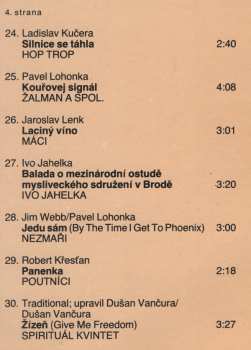 4. strana
24. Ladislav Kučera
Silnice se táhla 2:40
HOP TROP
25. Pavel Lohonka
Kouřovej signál 4:08
ŽALMAN A SPOL.
26. Jaroslav Lenk
Laciný víno 3:01
MÁCI
27. Ivo Jahelka
Balada o mezinárodní ostudě
mysliveckého sdružení v Brodě 3:20
IVO JAHELKA
28. Jim Webb/Pavel Lohonka
Jedu sám (By The Time I Get To Phoenix) 3:00
NEZMAŘI
29. Robert Křesťan
Panenka 2:18
POUTNÍCI
30. Traditional; upravil Dušan Vančura/
Dušan Vančura
Žízeň (Give Me Freedom) 3:27
SPIRITUÁL KVINTET